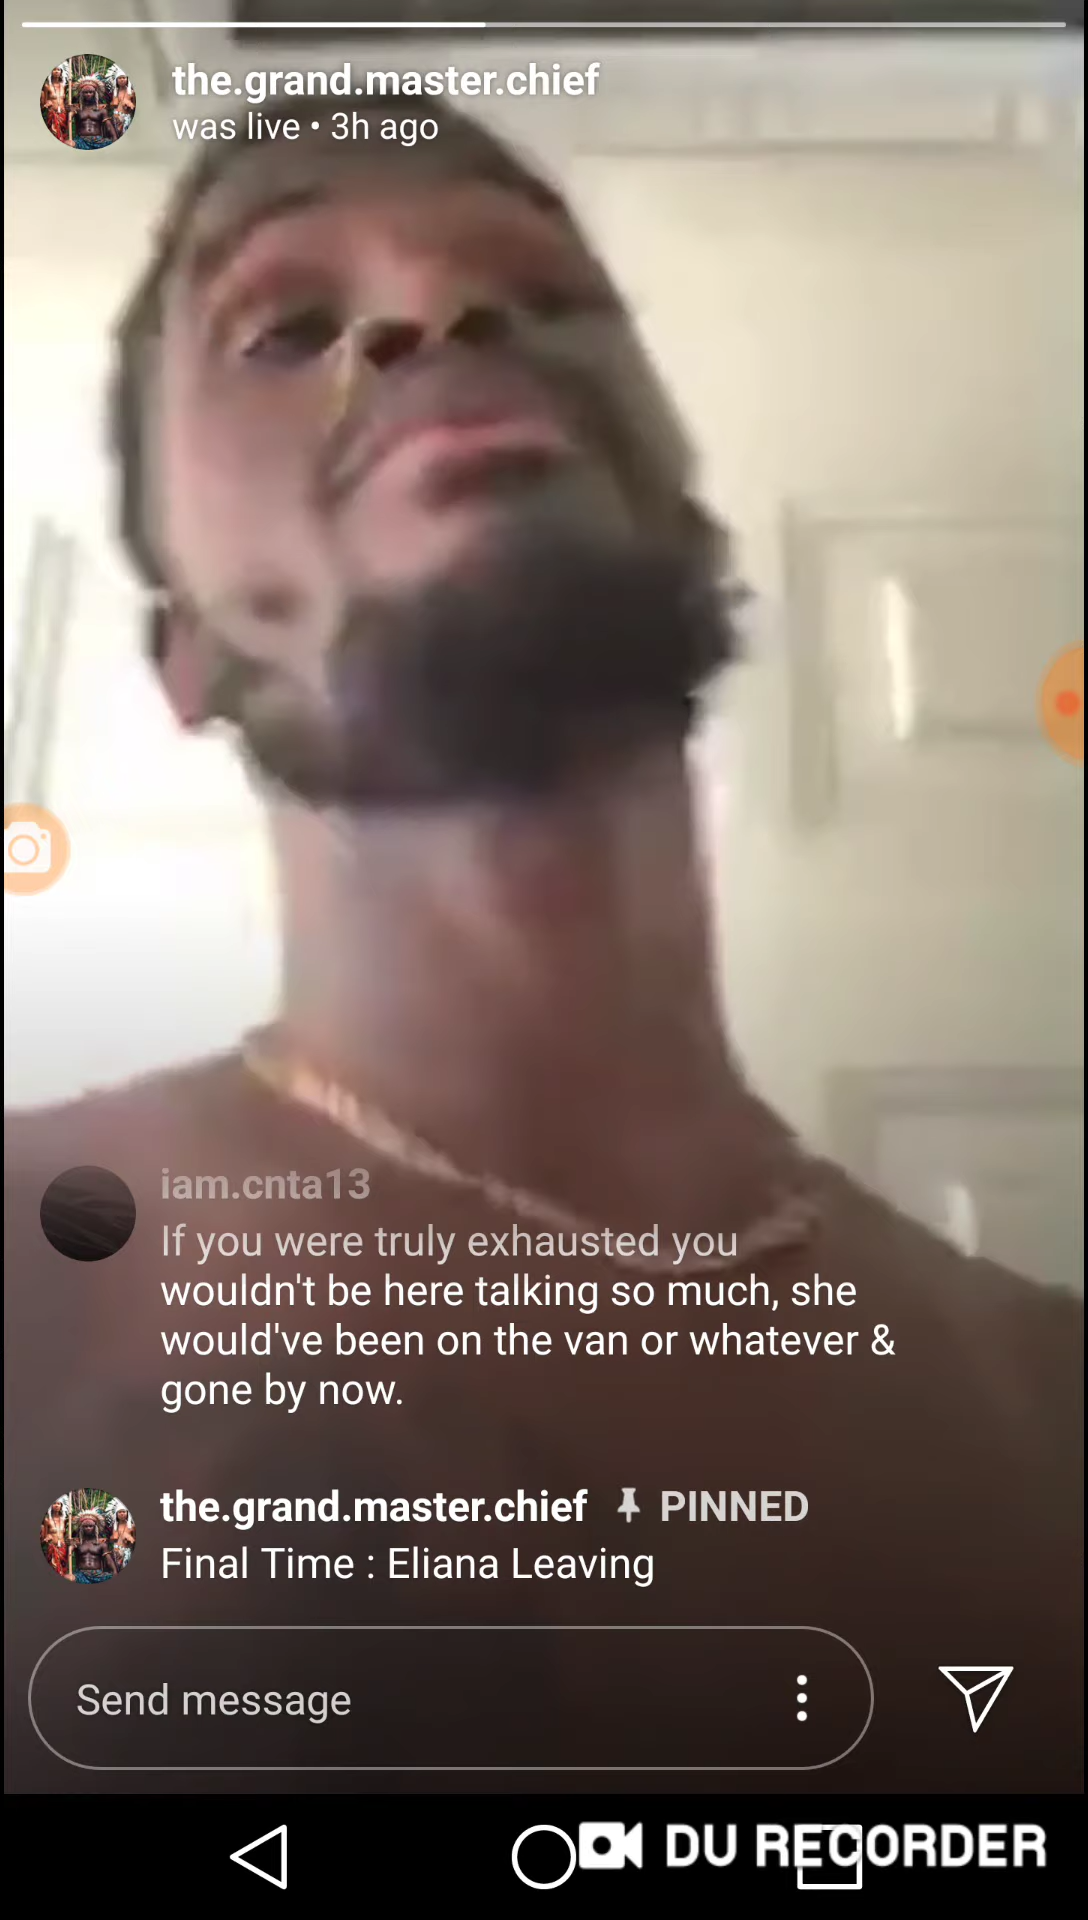 the.grand.master.chief
was live • 3h ago
iam.cnta13
If you were truly exhausted you
wouldn't be here talking so much, she
would've been on the van or whatever &
gone by now.
the.grand.master.chief PINNED
Final Time : Eliana Leaving
Send message
DU RECORDER